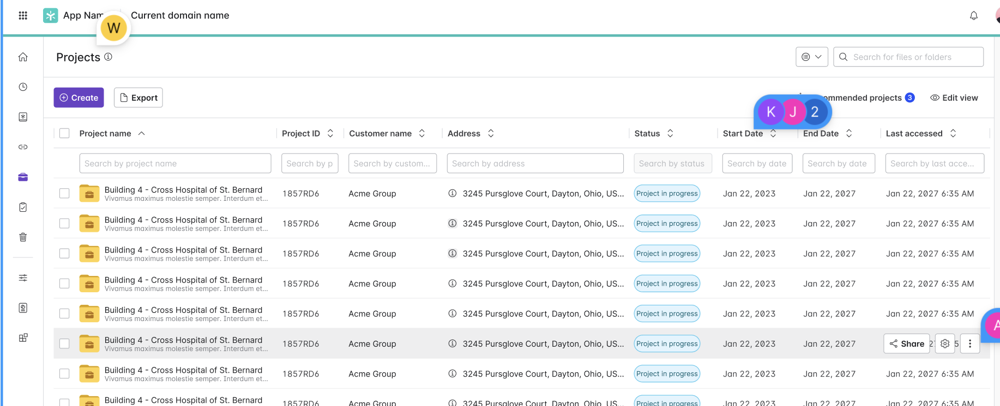 App Nam
W
Current domain name
Projects
Search for files or folders
Create
Export
ommended projects 3
Edit view
K J 2
Project name Project ID Customer name Address Status Start Date End Date Last accessed
Search by project name Search by p Search by custom... Search by address Search by status Search by date Search by date Search by last acce...
Building 4 - Cross Hospital of St. Bernard
Vivamus maximus molestie semper. Interdum et...
1857RD6 Acme Group 3245 Pursglove Court, Dayton, Ohio, US... Project in progress Jan 22, 2023 Jan 22, 2027 Jan 22, 2027 6:35 AM
Building 4 - Cross Hospital of St. Bernard
Vivamus maximus molestie semper. Interdum et...
1857RD6 Acme Group 3245 Pursglove Court, Dayton, Ohio, US... Project in progress Jan 22, 2023 Jan 22, 2027 Jan 22, 2027 6:35 AM
Building 4 - Cross Hospital of St. Bernard
Vivamus maximus molestie semper. Interdum et...
1857RD6 Acme Group 3245 Pursglove Court, Dayton, Ohio, US... Project in progress Jan 22, 2023 Jan 22, 2027 Jan 22, 2027 6:35 AM
Building 4 - Cross Hospital of St. Bernard
Vivamus maximus molestie semper. Interdum et...
1857RD6 Acme Group 3245 Pursglove Court, Dayton, Ohio, US... Project in progress Jan 22, 2023 Jan 22, 2027 Jan 22, 2027 6:35 AM
Building 4 - Cross Hospital of St. Bernard
Vivamus maximus molestie semper. Interdum et...
1857RD6 Acme Group 3245 Pursglove Court, Dayton, Ohio, US... Project in progress Jan 22, 2023 Jan 22, 2027 Jan 22, 2027 6:35 AM
A
Building 4 - Cross Hospital of St. Bernard
Vivamus maximus molestie semper. Interdum et...
1857RD6 Acme Group 3245 Pursglove Court, Dayton, Ohio, US... Project in progress Jan 22, 2023 Jan 22, 2027 Share
Building 4 - Cross Hospital of St. Bernard
Vivamus maximus molestie semper. Interdum et...
1857RD6 Acme Group 3245 Pursglove Court, Dayton, Ohio, US... Project in progress Jan 22, 2023 Jan 22, 2027 Jan 22, 2027 6:35 AM
Building 4 - Cross Hospital of St. Bernard
1857RD6 Acme Group 3245 Pursglove Court, Dayton, Ohio, US... Project in progress Jan 22, 2023 Jan 22, 2027 Jan 22, 2027 6:35 AM